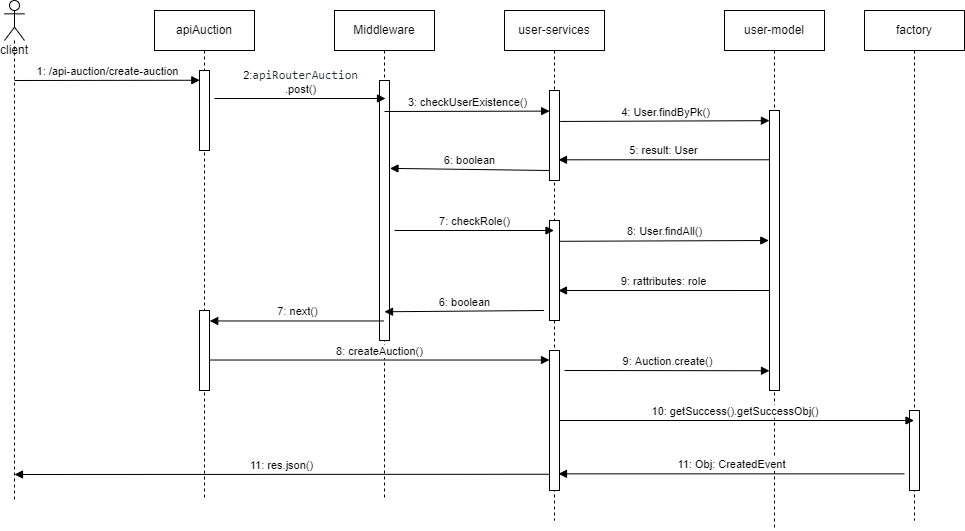 apiAuction
Middleware
user-services
user-model
factory
client
1: /api-auction/create-auction
2:apiRouterAuction
.post()
3: checkUserExistence()
4: User.findByPk()
5: result: User
6: boolean
7: checkRole()
8: User.findAll()
9: rattributes: role
6: boolean
7: next()
8: createAuction()
9: Auction.create()
10: getSuccess().getSuccessObj()
11: res.json()
11: Obj: CreatedEvent